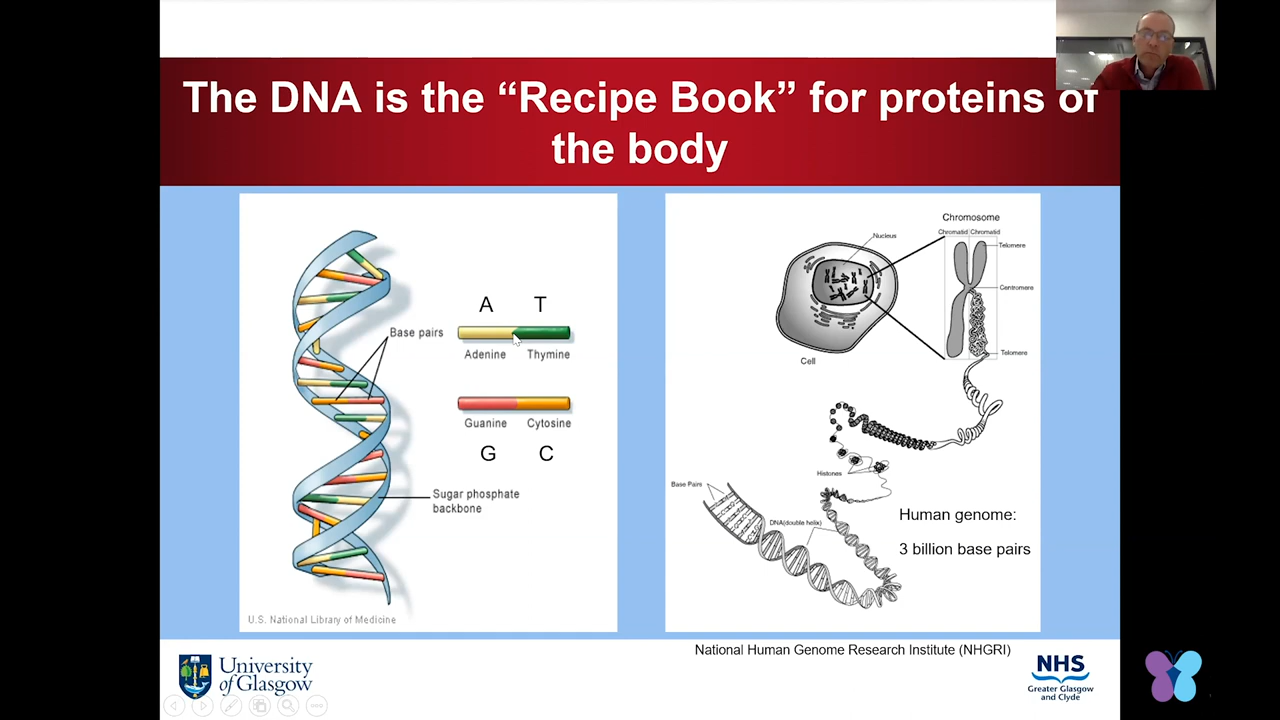 The DNA is the “Recipe Book” for proteins of
the body
A T
Base pairs
Adenine Thymine
Guanine Cytosine
G C
Sugar phosphate
backbone
U.S. National Library of Medicine
Chromosome
Chromatid Chromatid
Nucleus
Telomere
Centromere
Cell
Telomere
Histones
Base Pairs
DNA(double helix)
Human genome:
3 billion base pairs
National Human Genome Research Institute (NHGRI)
University
of Glasgow
NHS
Greater Glasgow
and Clyde